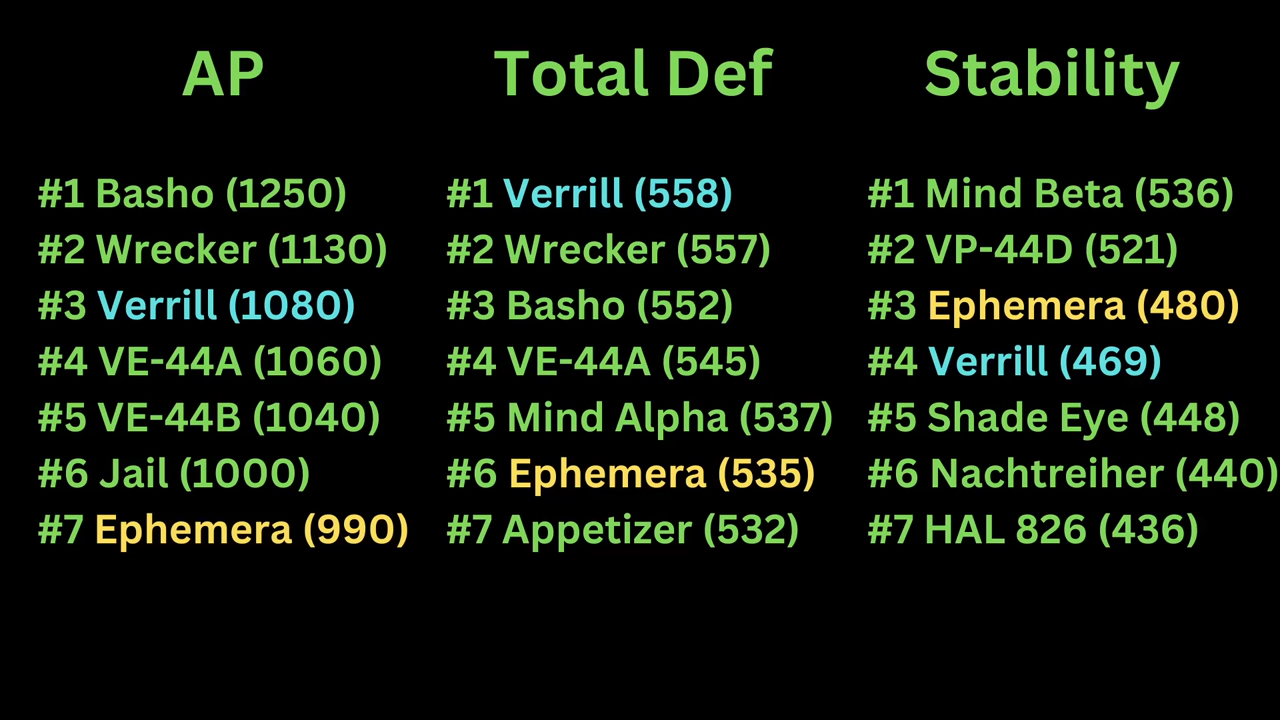 AP
#1 Basho (1250)
#2 Wrecker (1130)
#3 Verrill (1080)
#4 VE-44A (1060)
#5 VE-44B (1040)
#6 Jail (1000)
#7 Ephemera (990)
Total Def
#1 Verrill (558)
#2 Wrecker (557)
#3 Basho (552)
#4 VE-44A (545)
#5 Mind Alpha (537)
#6 Ephemera (535)
#7 Appetizer (532)
Stability
#1 Mind Beta (536)
#2 VP-44D (521)
#3 Ephemera (480)
#4 Verrill (469)
#5 Shade Eye (448)
#6 Nachtreiher (440)
#7 HAL 826 (436)